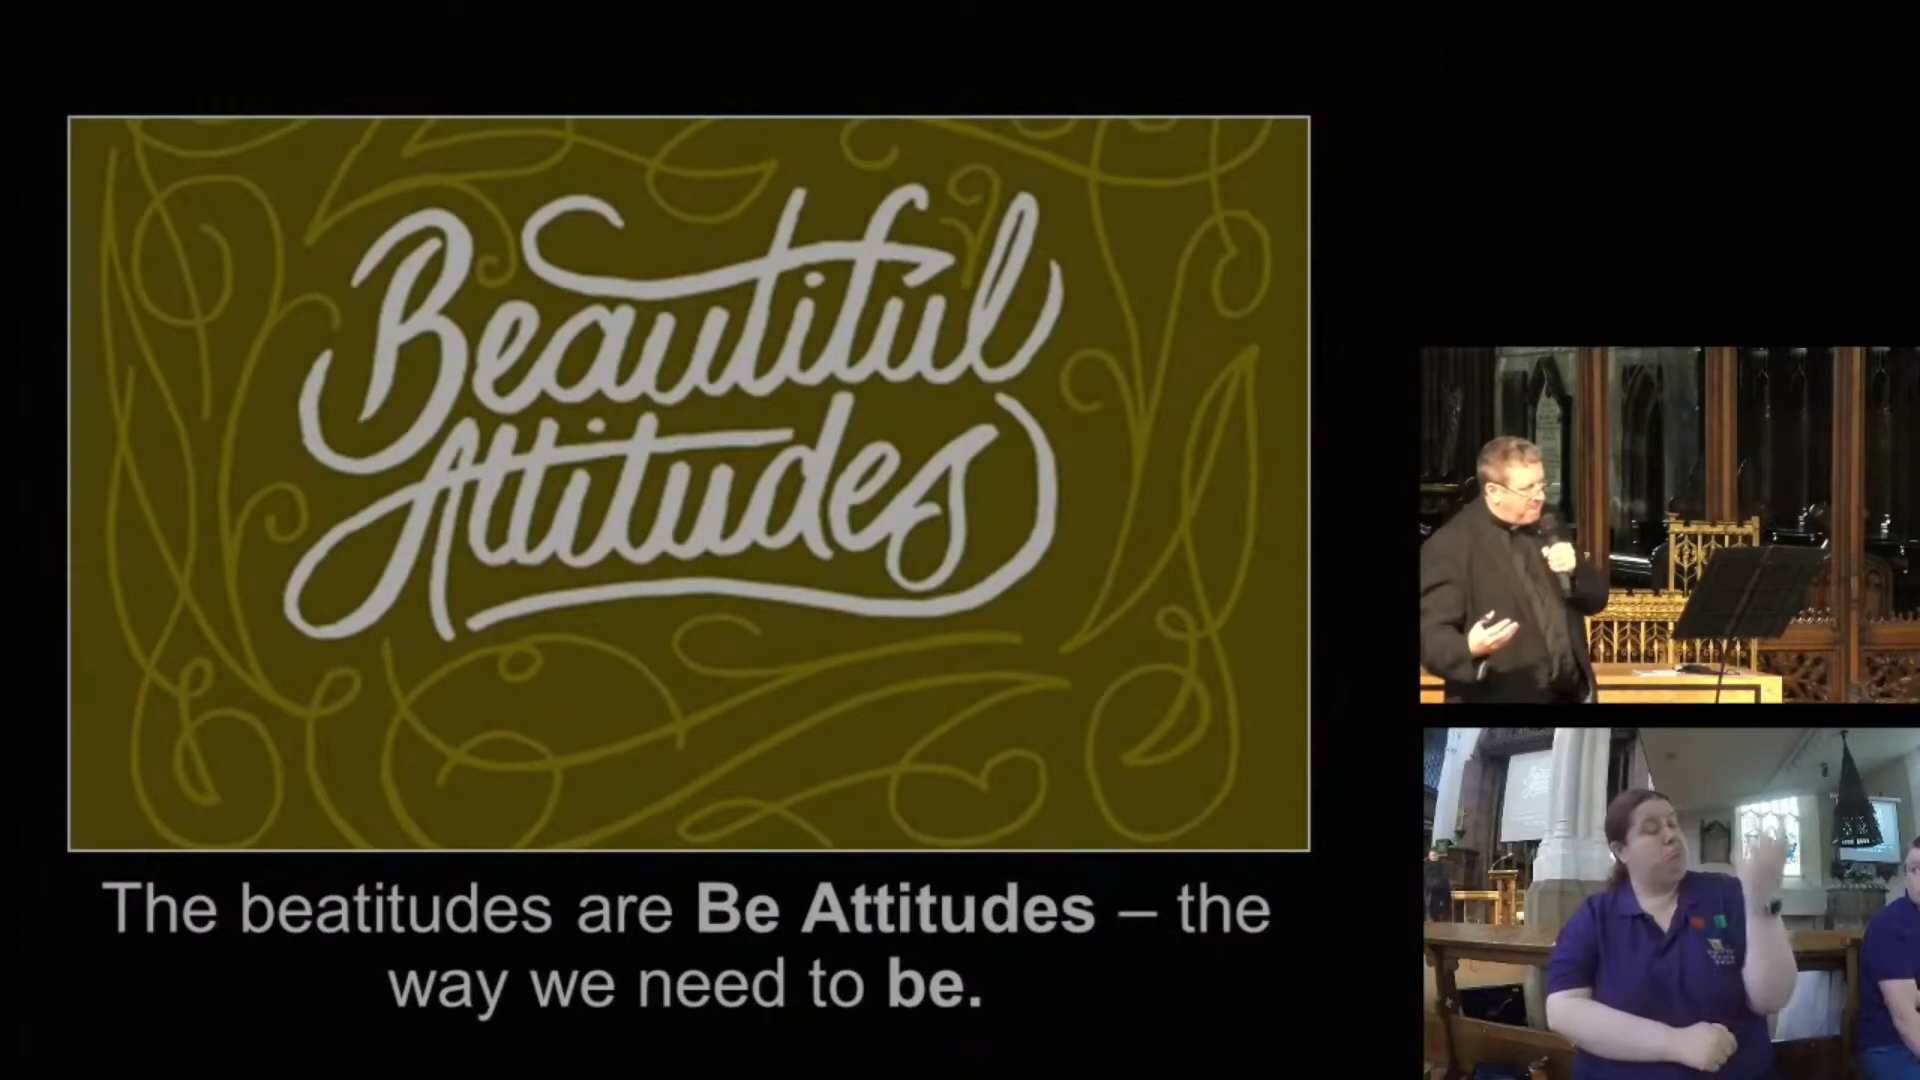 Beautiful
Attitudes
The beatitudes are Be Attitudes – the
way we need to be.